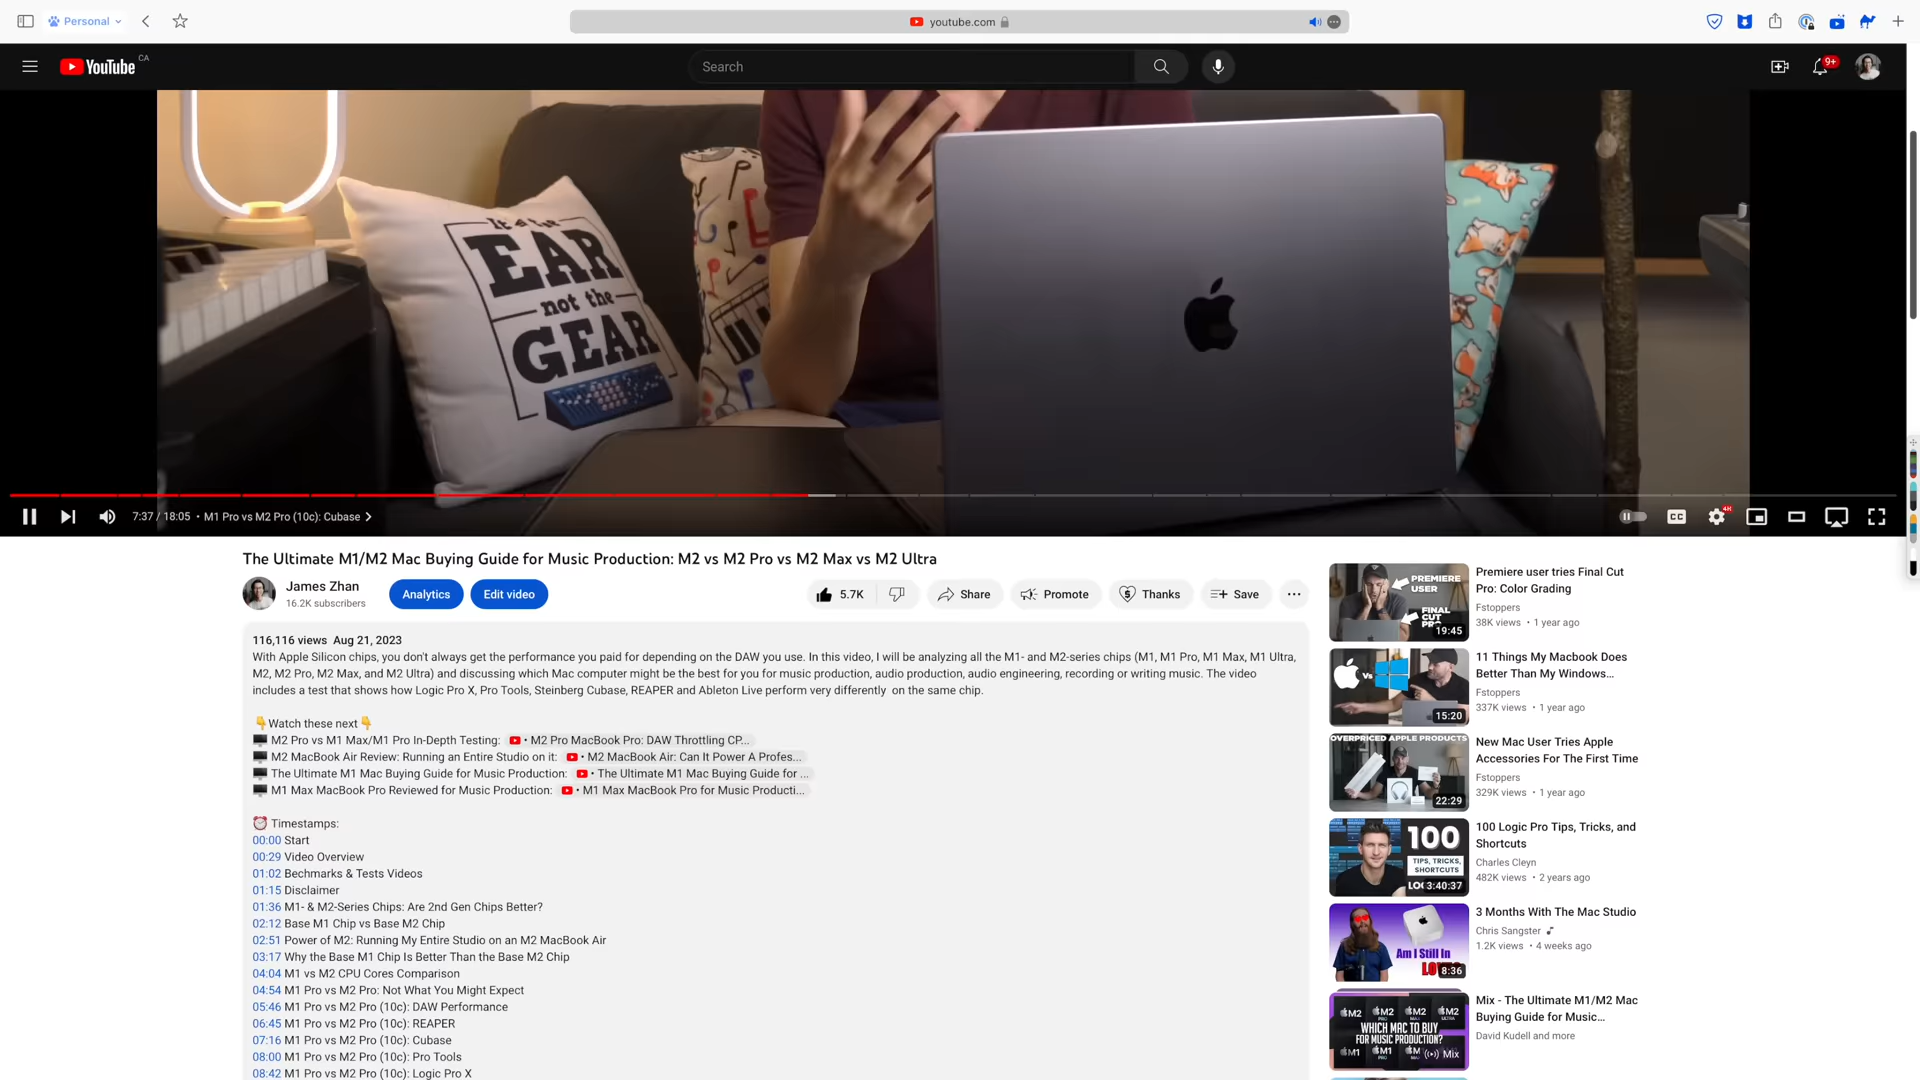 Personal
youtube.com
YouTube CA
Search
9+
It's the
EAR
not the
GEAR
7:37 / 18:05 • M1 Pro vs M2 Pro (10c): Cubase
CC
4K
The Ultimate M1/M2 Mac Buying Guide for Music Production: M2 vs M2 Pro vs M2 Max vs M2 Ultra
James Zhan
16.2K subscribers
Analytics
Edit video
5.7K
Share
Promote
Thanks
Save
116,116 views Aug 21, 2023
With Apple Silicon chips, you don't always get the performance you paid for depending on the DAW you use. In this video, I will be analyzing all the M1- and M2-series chips (M1, M1 Pro, M1 Max, M1 Ultra,
M2, M2 Pro, M2 Max, and M2 Ultra) and discussing which Mac computer might be the best for you for music production, audio production, audio engineering, recording or writing music. The video
includes a test that shows how Logic Pro X, Pro Tools, Steinberg Cubase, REAPER and Ableton Live perform very differently on the same chip.
👇Watch these next👇
🖥️ M2 Pro vs M1 Max/M1 Pro In-Depth Testing: • M2 Pro MacBook Pro: DAW Throttling CP...
🖥️ M2 MacBook Air Review: Running an Entire Studio on it: • M2 MacBook Air: Can It Power A Profes...
🖥️ The Ultimate M1 Mac Buying Guide for Music Production: • The Ultimate M1 Mac Buying Guide for ...
🖥️ M1 Max MacBook Pro Reviewed for Music Production: • M1 Max MacBook Pro for Music Producti...
⏰ Timestamps:
00:00 Start
00:29 Video Overview
01:02 Bechmarks & Tests Videos
01:15 Disclaimer
01:36 M1- & M2-Series Chips: Are 2nd Gen Chips Better?
02:12 Base M1 Chip vs Base M2 Chip
02:51 Power of M2: Running My Entire Studio on an M2 MacBook Air
03:17 Why the Base M1 Chip Is Better Than the Base M2 Chip
04:04 M1 vs M2 CPU Cores Comparison
04:54 M1 Pro vs M2 Pro: Not What You Might Expect
05:46 M1 Pro vs M2 Pro (10c): DAW Performance
06:45 M1 Pro vs M2 Pro (10c): REAPER
07:16 M1 Pro vs M2 Pro (10c): Cubase
08:00 M1 Pro vs M2 Pro (10c): Pro Tools
08:42 M1 Pro vs M2 Pro (10c): Logic Pro X
PREMIERE
USER
FINAL
CUT
PRO
19:45
Premiere user tries Final Cut
Pro: Color Grading
Fstoppers
38K views • 1 year ago
Vs
15:20
11 Things My Macbook Does
Better Than My Windows...
Fstoppers
337K views • 1 year ago
OVERPRICED APPLE PRODUCTS
22:29
New Mac User Tries Apple
Accessories For The First Time
Fstoppers
329K views • 1 year ago
100
TIPS, TRICKS,
SHORTCUTS
3:40:37
100 Logic Pro Tips, Tricks, and
Shortcuts
Charles Cleyn
482K views • 2 years ago
Am I Still In
8:36
3 Months With The Mac Studio
Chris Sangster
1.2K views • 4 weeks ago
M2 M2 PRO M2 MAX M2 ULTRA
WHICH MAC TO BUY
FOR MUSIC PRODUCTION?
M1 M1 PRO
Mix
Mix - The Ultimate M1/M2 Mac
Buying Guide for Music...
David Kudell and more